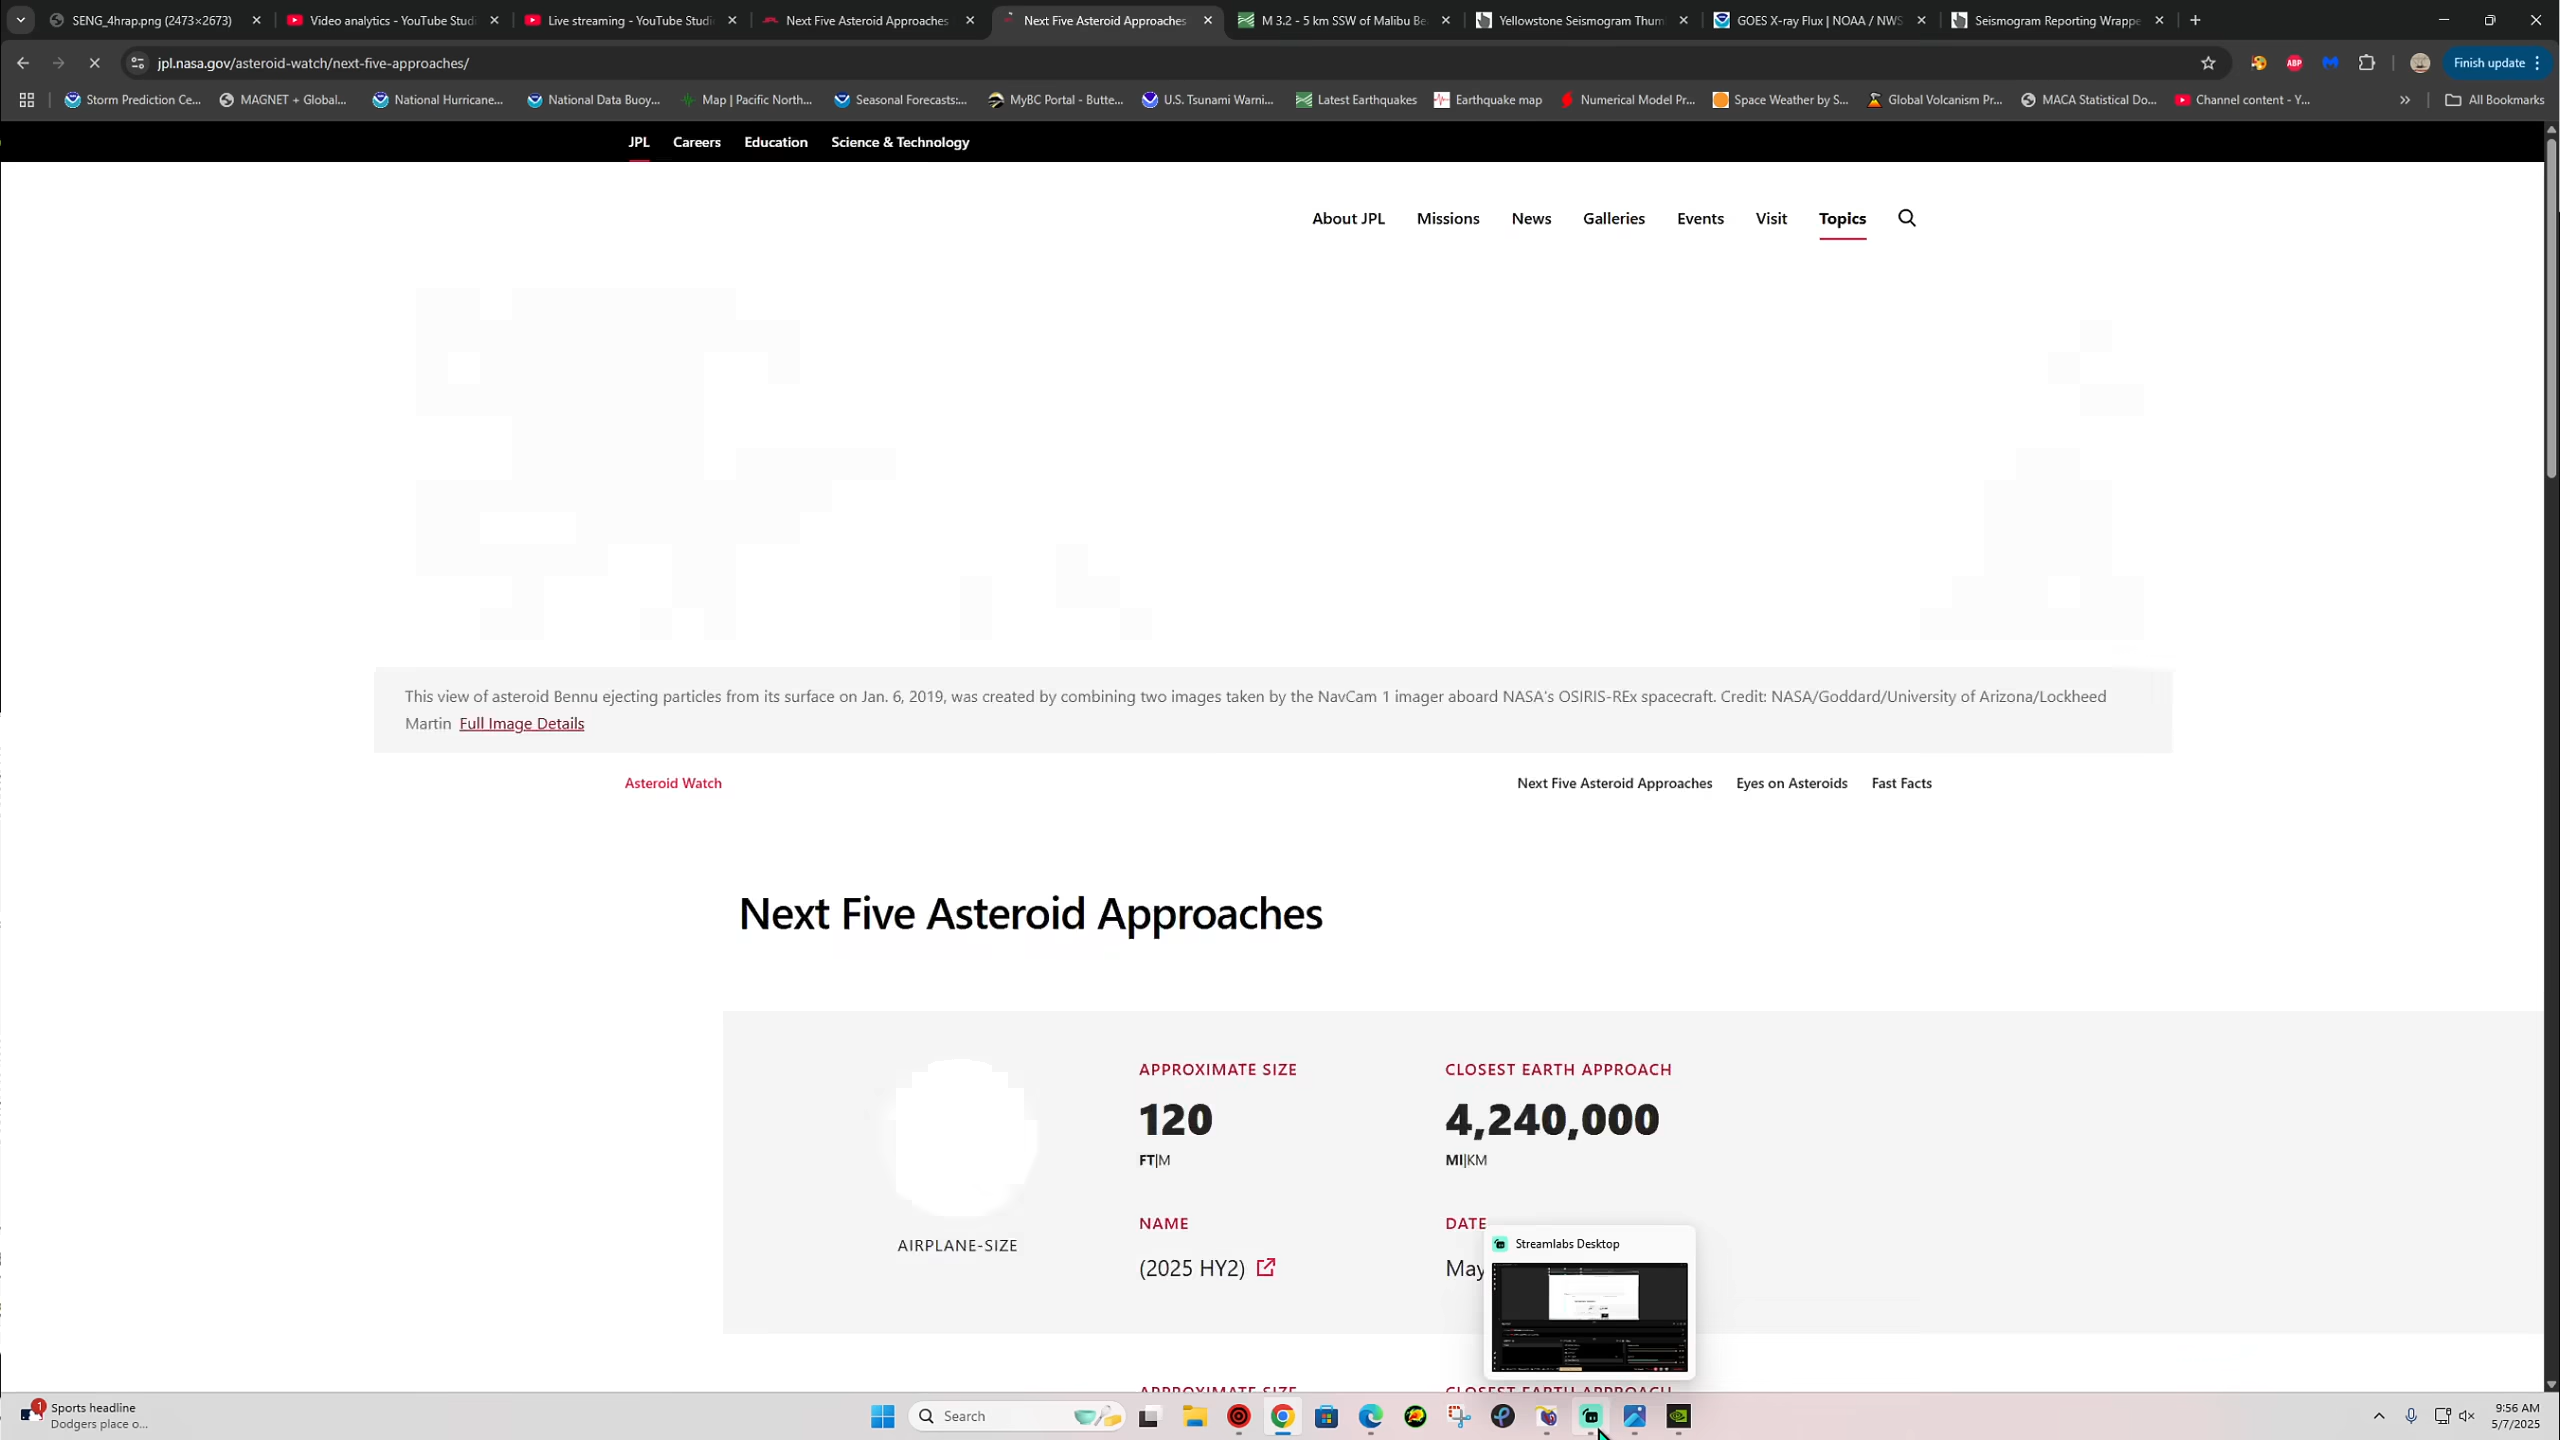 SENG_4hrap.png (2473×2673)
Video analytics - YouTube Studi
Live streaming - YouTube Studi
Next Five Asteroid Approaches
Next Five Asteroid Approaches
M 3.2 - 5 km SSW of Malibu Be
Yellowstone Seismogram Thum
GOES X-ray Flux | NOAA / NWS
Seismogram Reporting Wrappe
jpl.nasa.gov/asteroid-watch/next-five-approaches/
ABP
Finish update
Storm Prediction Ce...
MAGNET + Global...
National Hurricane...
National Data Buoy...
Map | Pacific North...
Seasonal Forecasts:...
MyBC Portal - Butte...
U.S. Tsunami Warni...
Latest Earthquakes
Earthquake map
Numerical Model Pr...
Space Weather by S...
Global Volcanism Pr...
MACA Statistical Do...
Channel content - Y...
All Bookmarks
JPL Careers Education Science & Technology
About JPL Missions News Galleries Events Visit Topics
This view of asteroid Bennu ejecting particles from its surface on Jan. 6, 2019, was created by combining two images taken by the NavCam 1 imager aboard NASA's OSIRIS-REx spacecraft. Credit: NASA/Goddard/University of Arizona/Lockheed
Martin Full Image Details
Asteroid Watch
Next Five Asteroid Approaches Eyes on Asteroids Fast Facts
Next Five Asteroid Approaches
APPROXIMATE SIZE CLOSEST EARTH APPROACH
120 4,240,000
FT|M MI|KM
NAME DATE
AIRPLANE-SIZE
(2025 HY2) May
Streamlabs Desktop
APPROXIMATE SIZE CLOSEST EARTH APPROACH
1
Sports headline
Dodgers place o...
Search
9:56 AM
5/7/2025